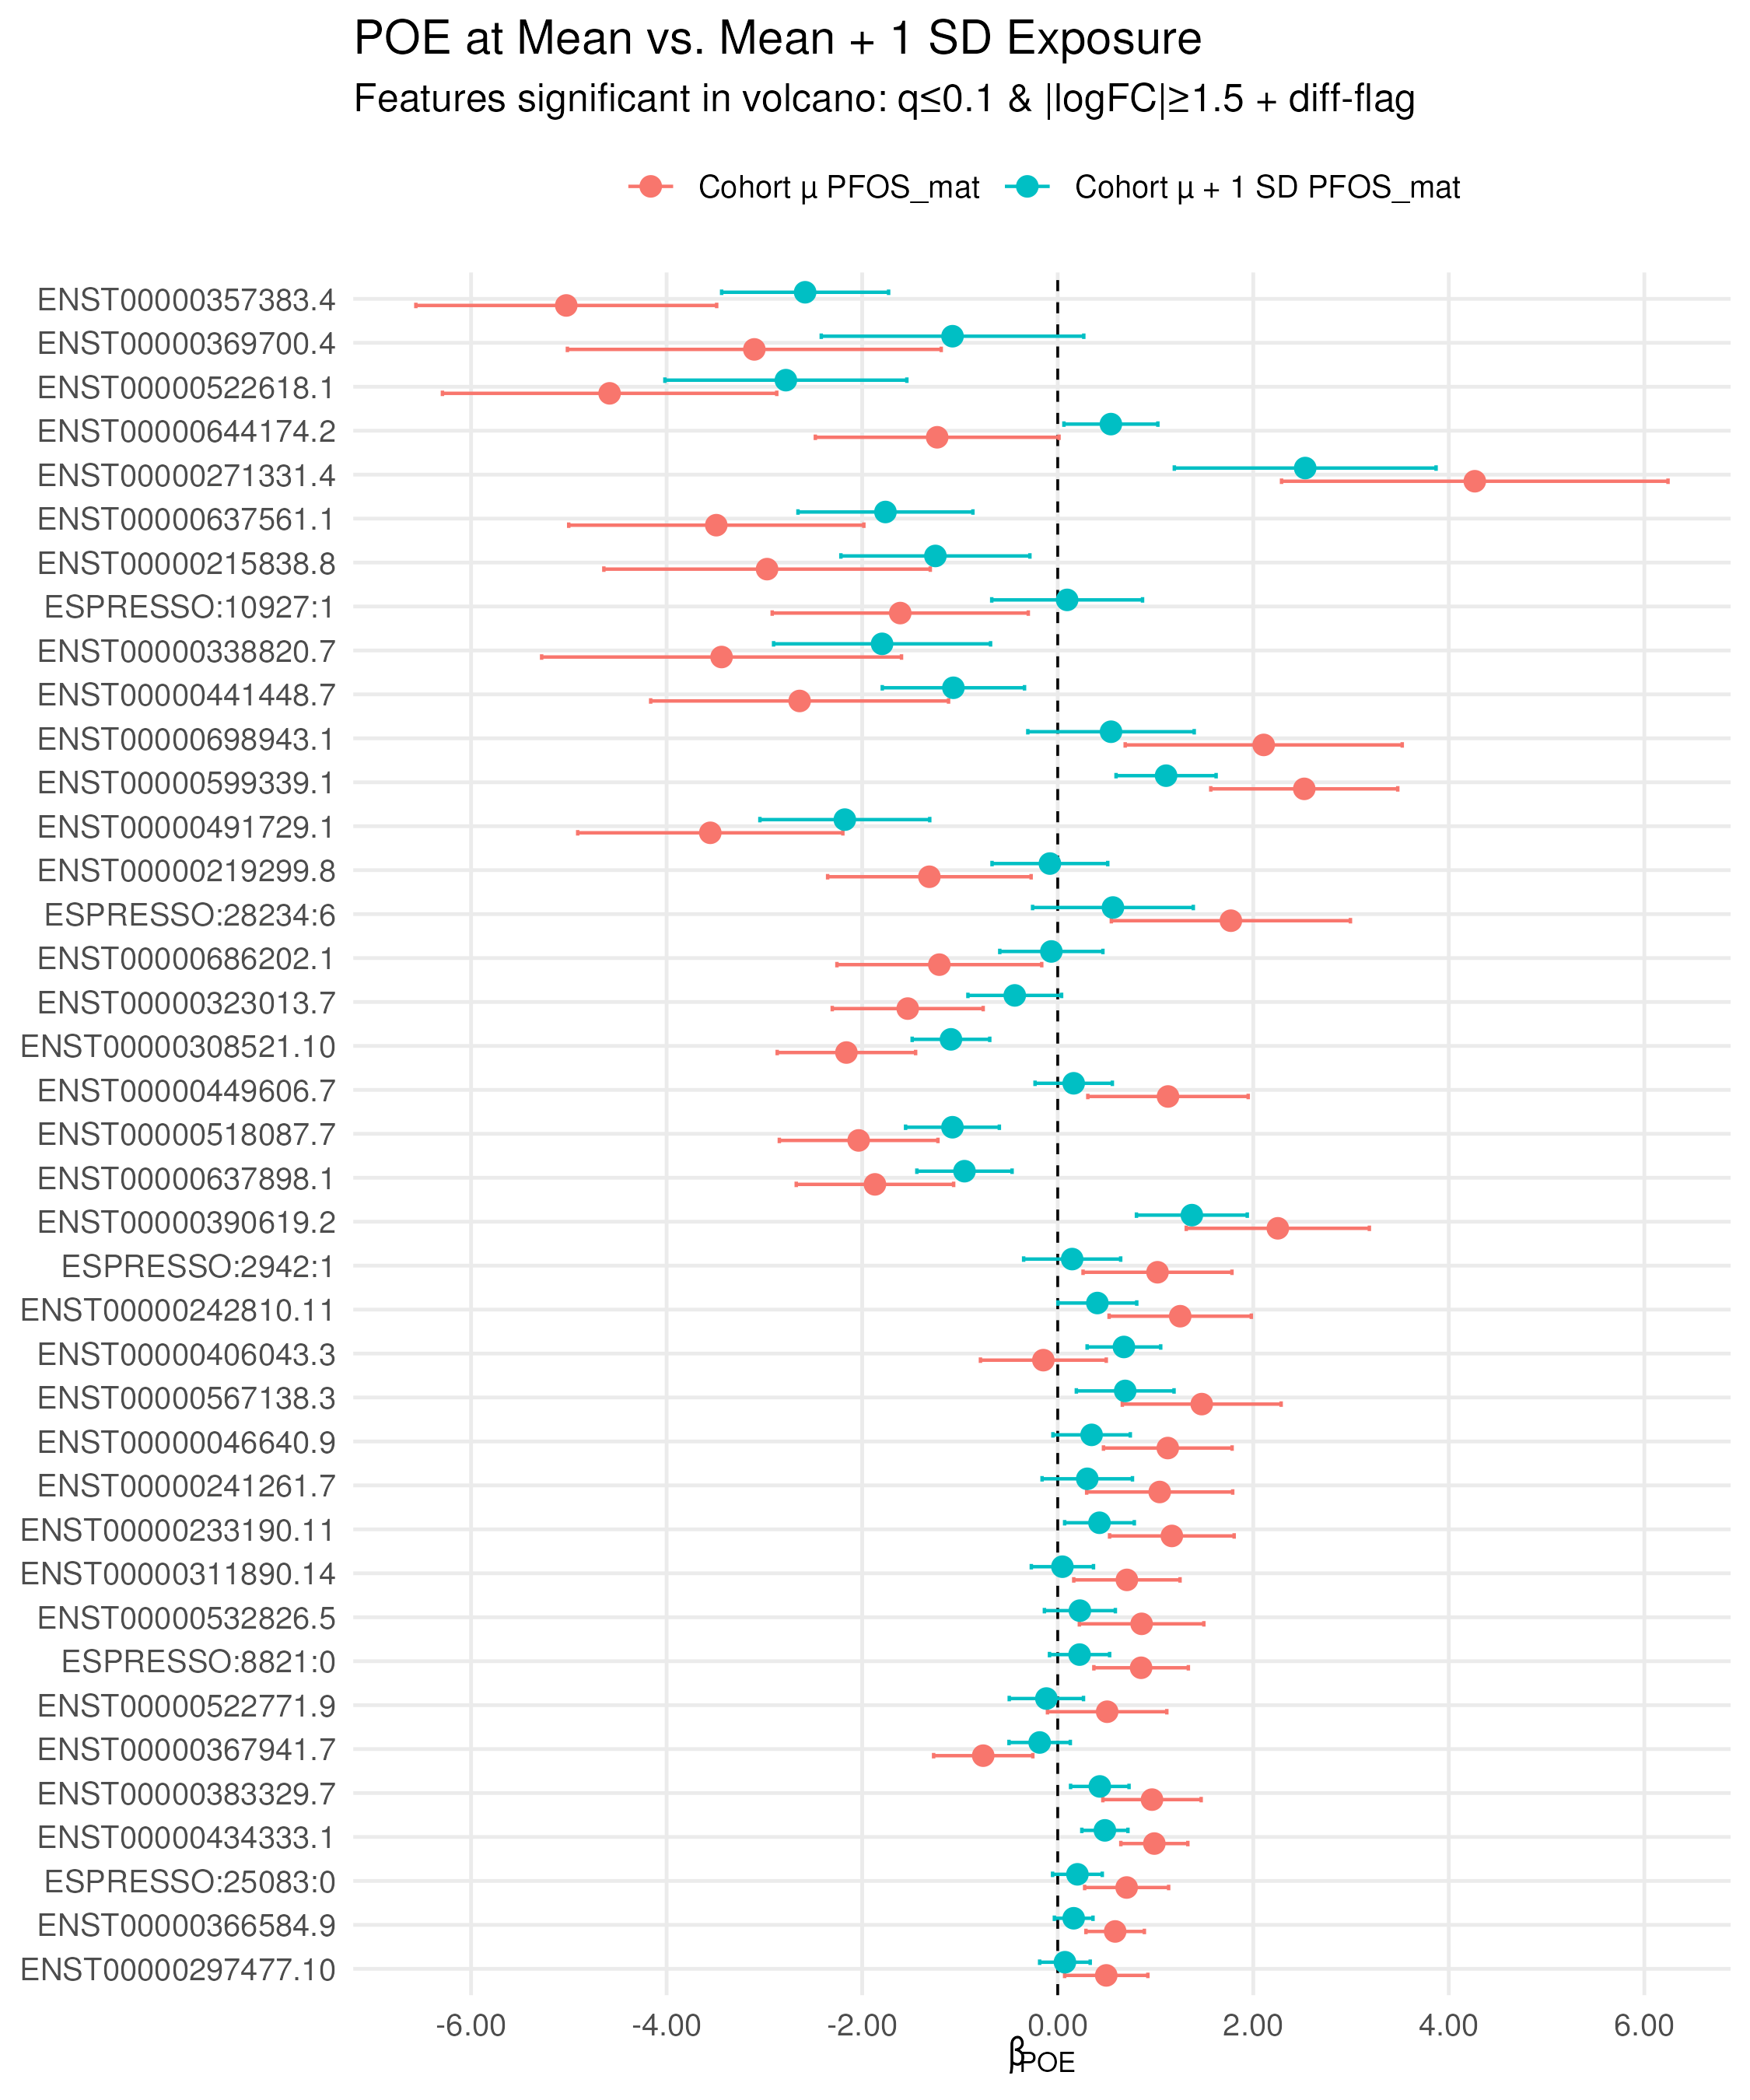 POE at Mean vs. Mean + 1 SD Exposure
Features significant in volcano: q≤0.1 & |logFC|≥1.5 + diff-flag
Cohort μ PFOS_mat Cohort μ + 1 SD PFOS_mat
ENST00000357383.4
ENST00000369700.4
ENST00000522618.1
ENST00000644174.2
ENST00000271331.4
ENST00000637561.1
ENST00000215838.8
ESPRESSO:10927:1
ENST00000338820.7
ENST00000441448.7
ENST00000698943.1
ENST00000599339.1
ENST00000491729.1
ENST00000219299.8
ESPRESSO:28234:6
ENST00000686202.1
ENST00000323013.7
ENST00000308521.10
ENST00000449606.7
ENST00000518087.7
ENST00000637898.1
ENST00000390619.2
ESPRESSO:2942:1
ENST00000242810.11
ENST00000406043.3
ENST00000567138.3
ENST00000046640.9
ENST00000241261.7
ENST00000233190.11
ENST00000311890.14
ENST00000532826.5
ESPRESSO:8821:0
ENST00000522771.9
ENST00000367941.7
ENST00000383329.7
ENST00000434333.1
ESPRESSO:25083:0
ENST00000366584.9
ENST00000297477.10
-6.00 -4.00 -2.00 0.00 2.00 4.00 6.00
βPOE